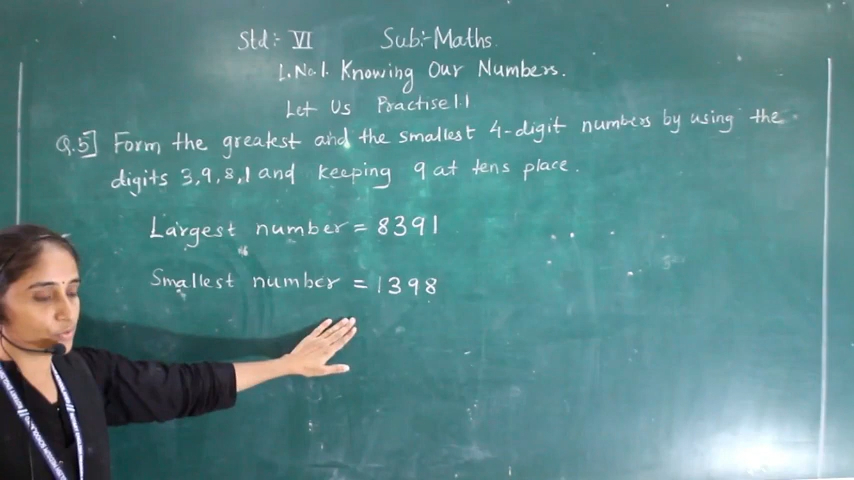 Std:- VI Sub:- Maths.
L.No.1. Knowing Our Numbers.
Let Us Practise 1.1
Q.5] Form the greatest and the smallest 4-digit numbers by using the
digits 3,9,8,1 and keeping 9 at tens place.
Largest number = 8391
Smallest number = 1398